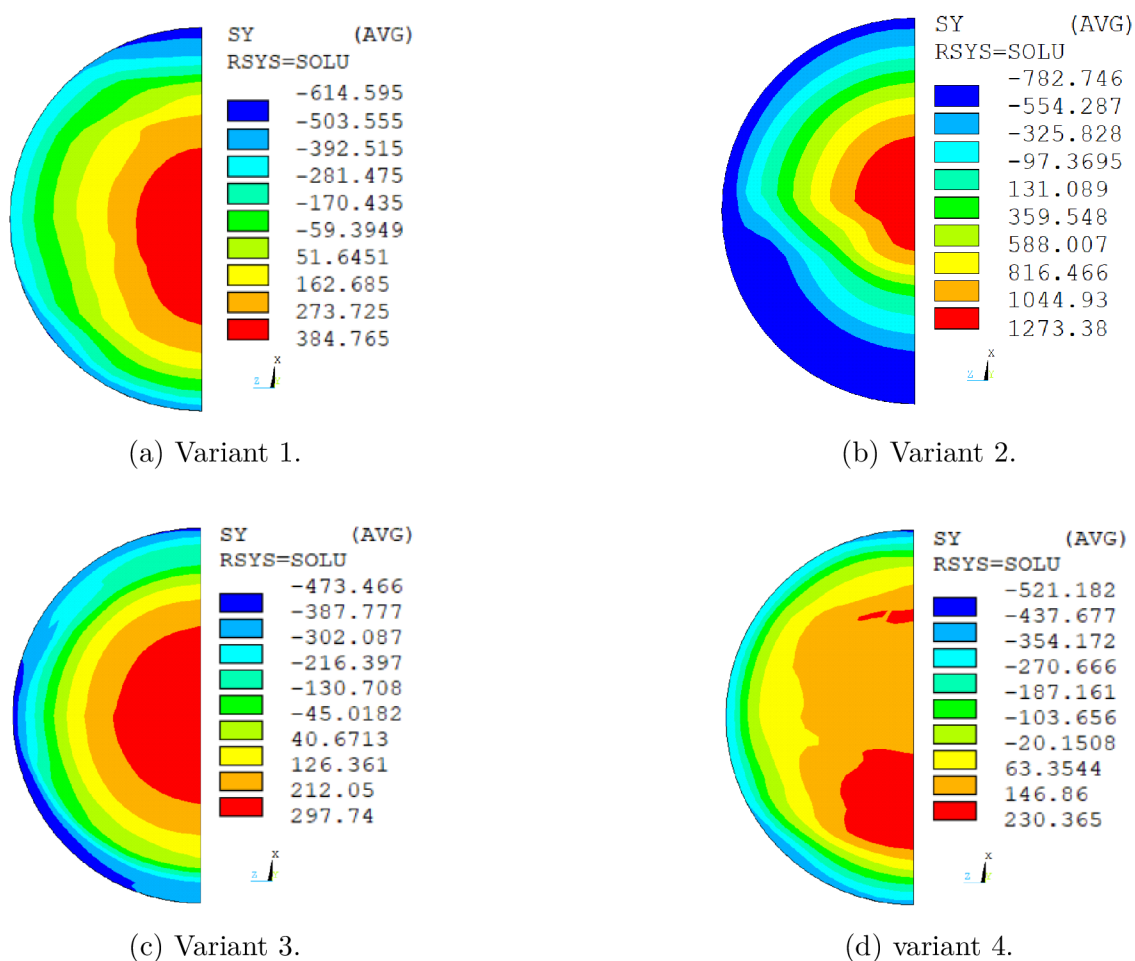 SY (AVG)
RSYS=SOLU
-614.595
-503.555
-392.515
-281.475
-170.435
-59.3949
51.6451
162.685
273.725
384.765
x
z
(a) Variant 1.
SY (AVG)
RSYS=SOLU
-782.746
-554.287
-325.828
-97.3695
131.089
359.548
588.007
816.466
1044.93
1273.38
x
z
(b) Variant 2.
SY (AVG)
RSYS=SOLU
-473.466
-387.777
-302.087
-216.397
-130.708
-45.0182
40.6713
126.361
212.05
297.74
x
z
(c) Variant 3.
SY (AVG)
RSYS=SOLU
-521.182
-437.677
-354.172
-270.666
-187.161
-103.656
-20.1508
63.3544
146.86
230.365
x
z
(d) variant 4.